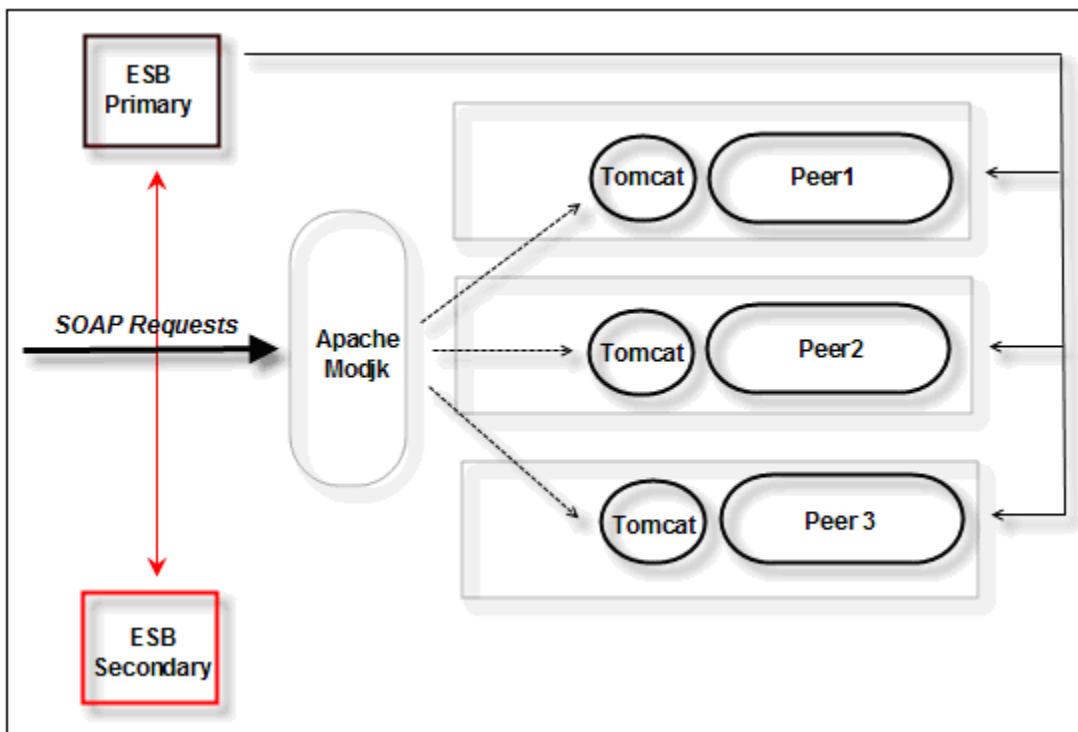 ESB
Primary
Tomcat
Peer1
SOAP Requests
Apache
Modjk
Tomcat
Peer2
Tomcat
Peer 3
ESB
Secondary